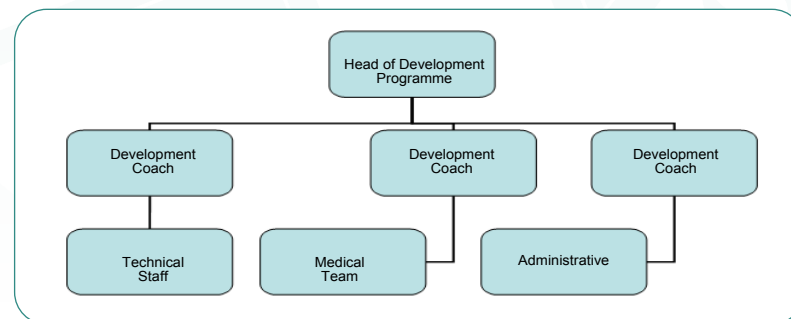 Head of Development
Programme
Development
Coach
Development
Coach
Development
Coach
Technical
Staff
Medical
Team
Administrative